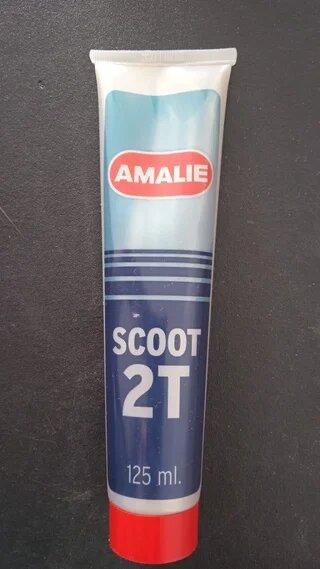 AMALIE
SCOOT
2T
125 ml.